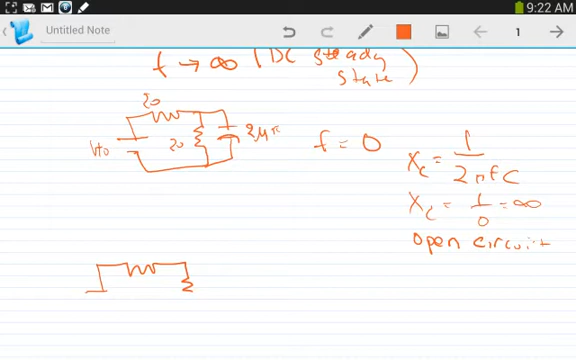 9:22 AM
Untitled Note
1
t → ∞ (DC steady
state)
20
40
20
2μF
f = 0
Xc = 1
2πfC
Xc = 1 = ∞
0
open circuit